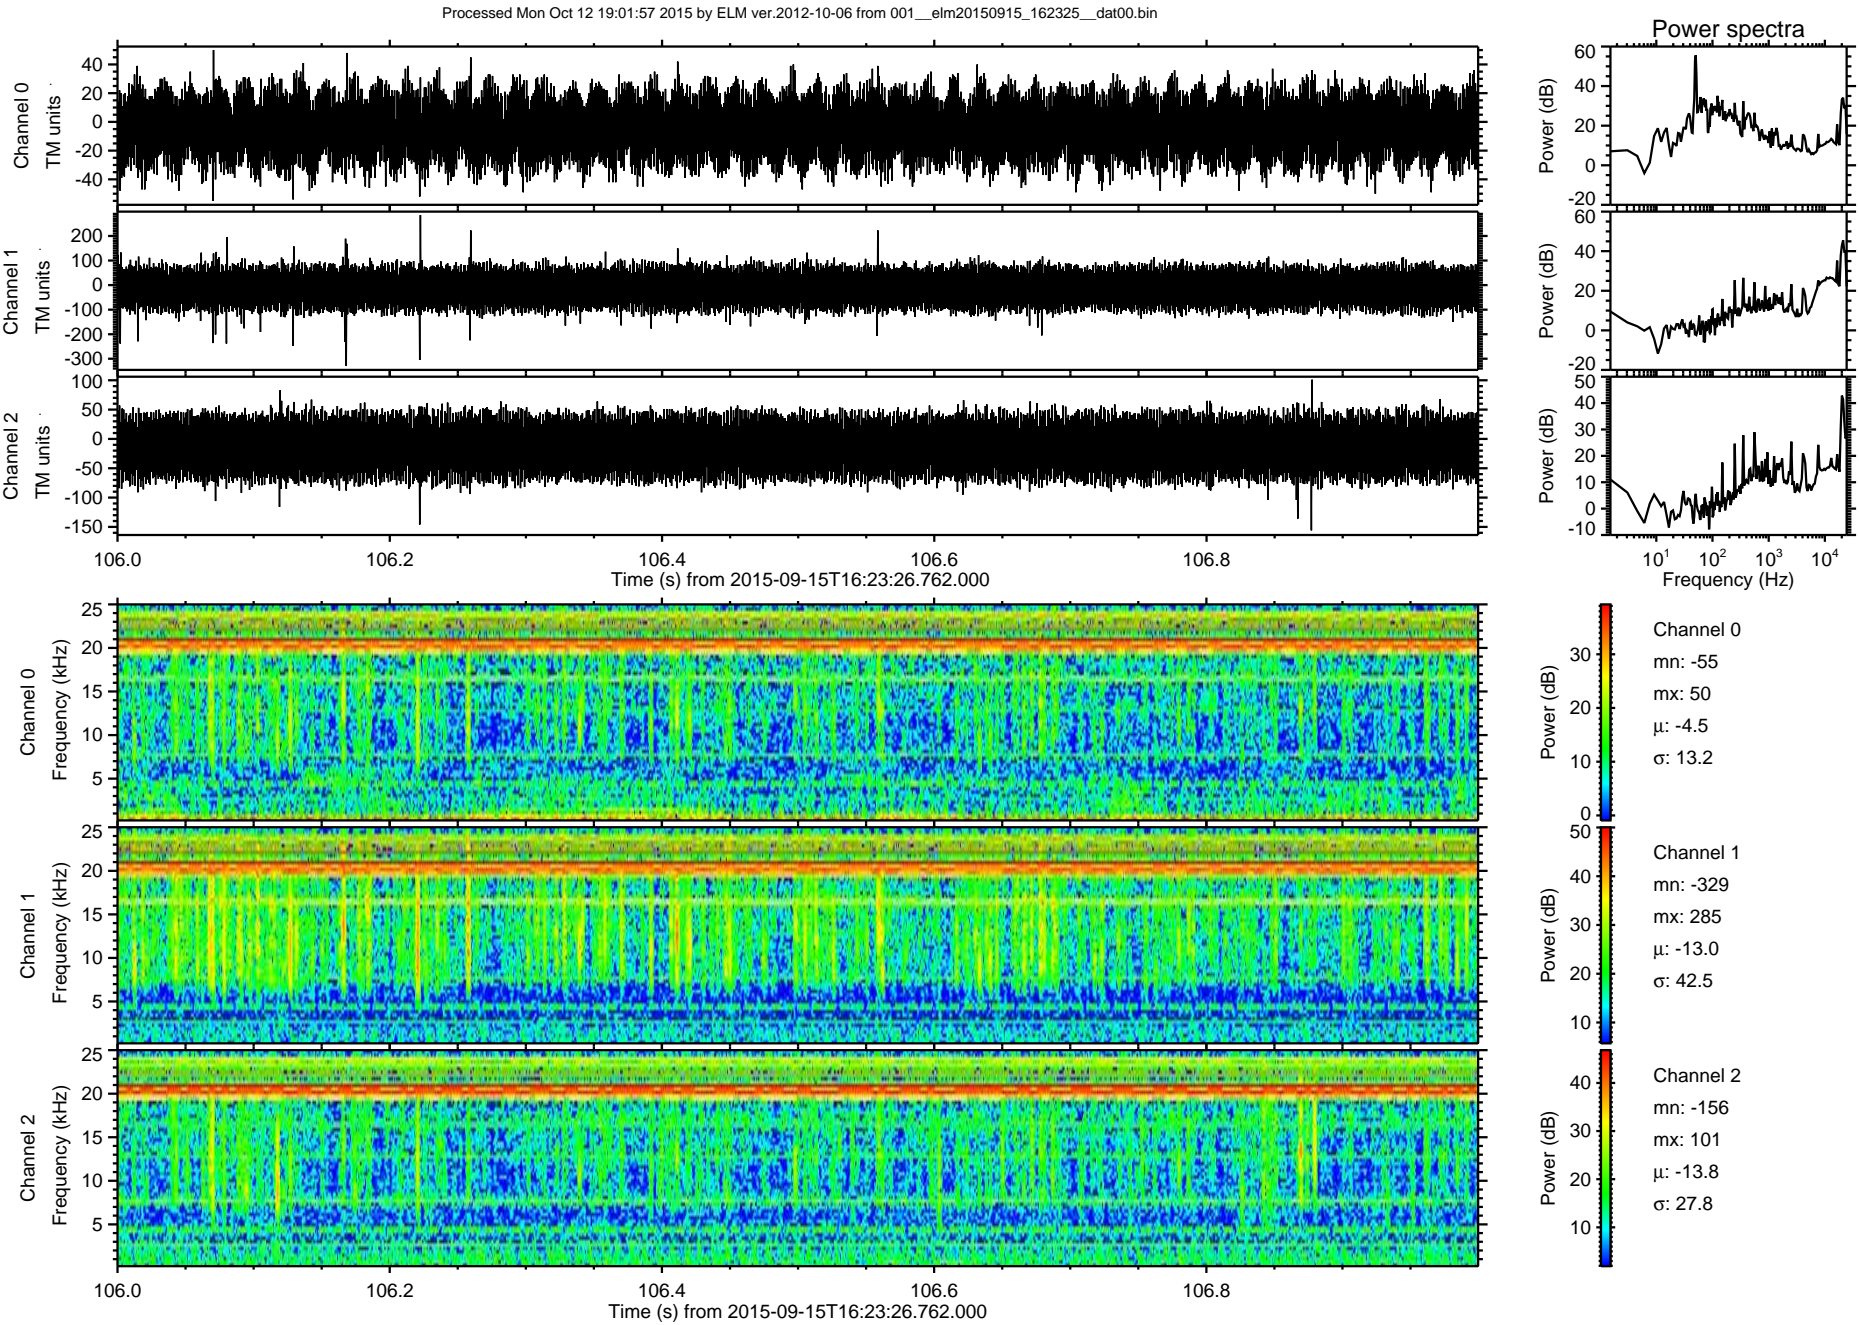 Processed Mon Oct 12 19:01:57 2015 by ELM ver.2012-10-06 from 001__elm20150915_162325__dat00.bin
Power spectra
Channel 0
TM units
40
20
0
-20
-40
Power (dB)
60
40
20
0
-20
Channel 1
TM units
200
100
0
-100
-200
-300
Power (dB)
60
40
20
0
-20
Channel 2
TM units
100
50
0
-50
-100
-150
Power (dB)
50
40
30
20
10
0
-10
106.0 106.2 106.4 106.6 106.8
Time (s) from 2015-09-15T16:23:26.762.000
10^1 10^2 10^3 10^4
Frequency (Hz)
Channel 0
Frequency (kHz)
25
20
15
10
5
Power (dB)
30
20
10
0
Channel 0
mn: -55
mx: 50
μ: -4.5
σ: 13.2
Channel 1
Frequency (kHz)
25
20
15
10
5
Power (dB)
50
40
30
20
10
Channel 1
mn: -329
mx: 285
μ: -13.0
σ: 42.5
Channel 2
Frequency (kHz)
25
20
15
10
5
Power (dB)
40
30
20
10
Channel 2
mn: -156
mx: 101
μ: -13.8
σ: 27.8
106.0 106.2 106.4 106.6 106.8
Time (s) from 2015-09-15T16:23:26.762.000